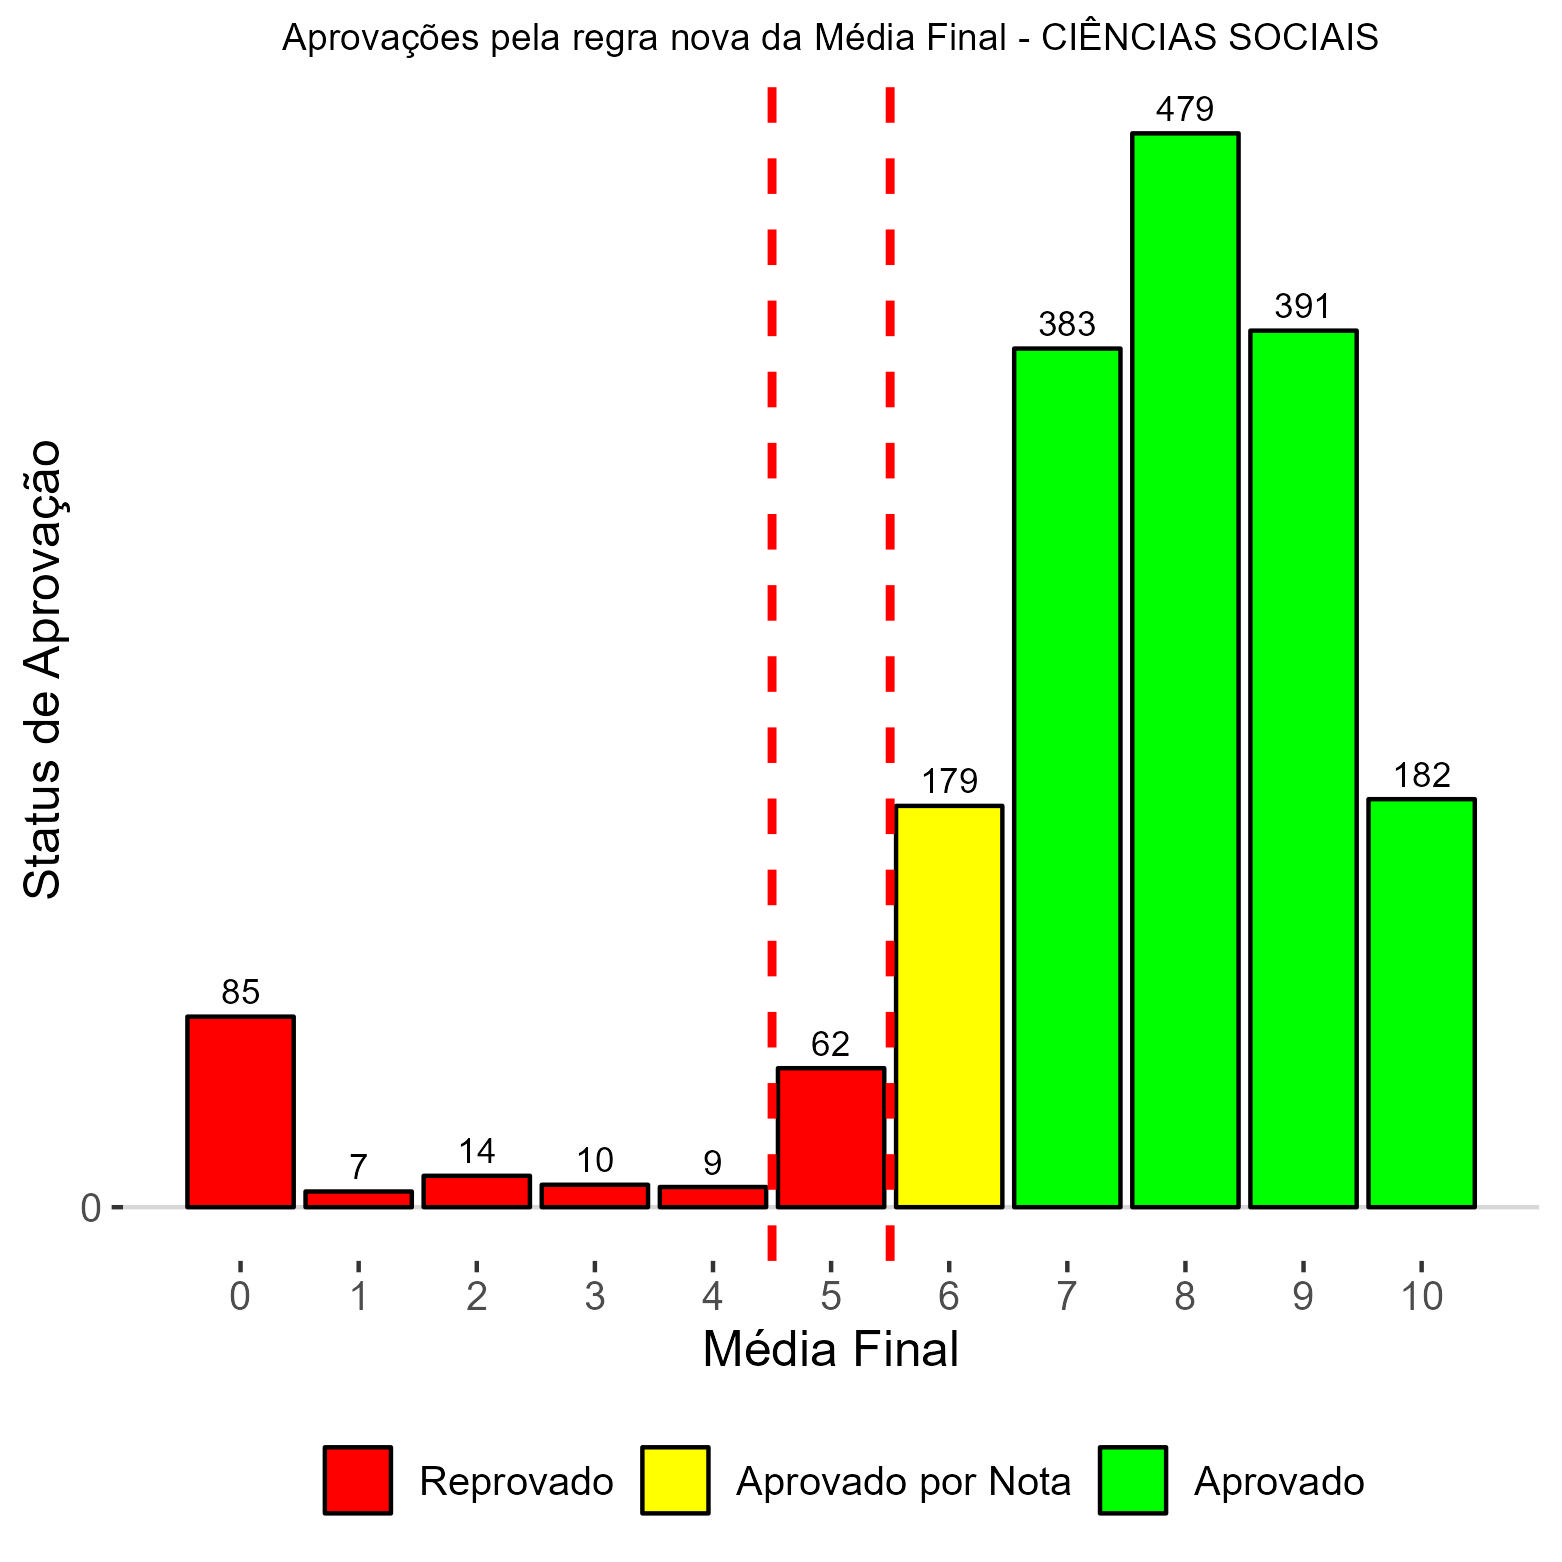 Aprovações pela regra nova da Média Final - CIÊNCIAS SOCIAIS
479
391
383
182
179
85
62
14
10
9
7
Status de Aprovação
0
0 1 2 3 4 5 6 7 8 9 10
Média Final
Reprovado Aprovado por Nota Aprovado